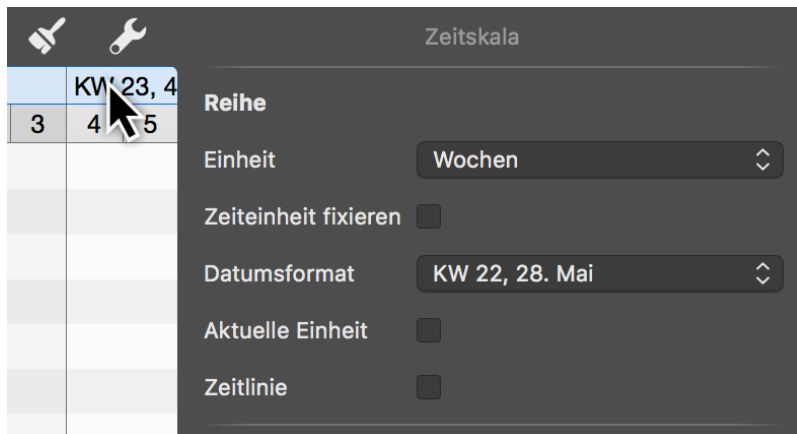 Zeitskala
KW 23, 4
3 4 5
Reihe
Einheit Wochen
Zeiteinheit fixieren
Datumsformat KW 22, 28. Mai
Aktuelle Einheit
Zeitlinie